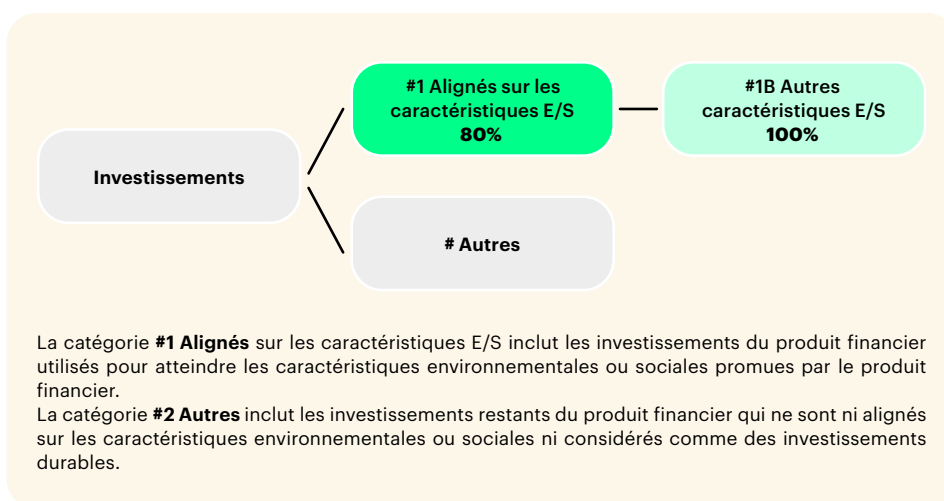 #1 Alignés sur les
caractéristiques E/S
80%
#1B Autres
caractéristiques E/S
100%
Investissements
# Autres
La catégorie #1 Alignés sur les caractéristiques E/S inclut les investissements du produit financier
utilisés pour atteindre les caractéristiques environnementales ou sociales promues par le produit
financier.
La catégorie #2 Autres inclut les investissements restants du produit financier qui ne sont ni alignés
sur les caractéristiques environnementales ou sociales ni considérés comme des investissements
durables.